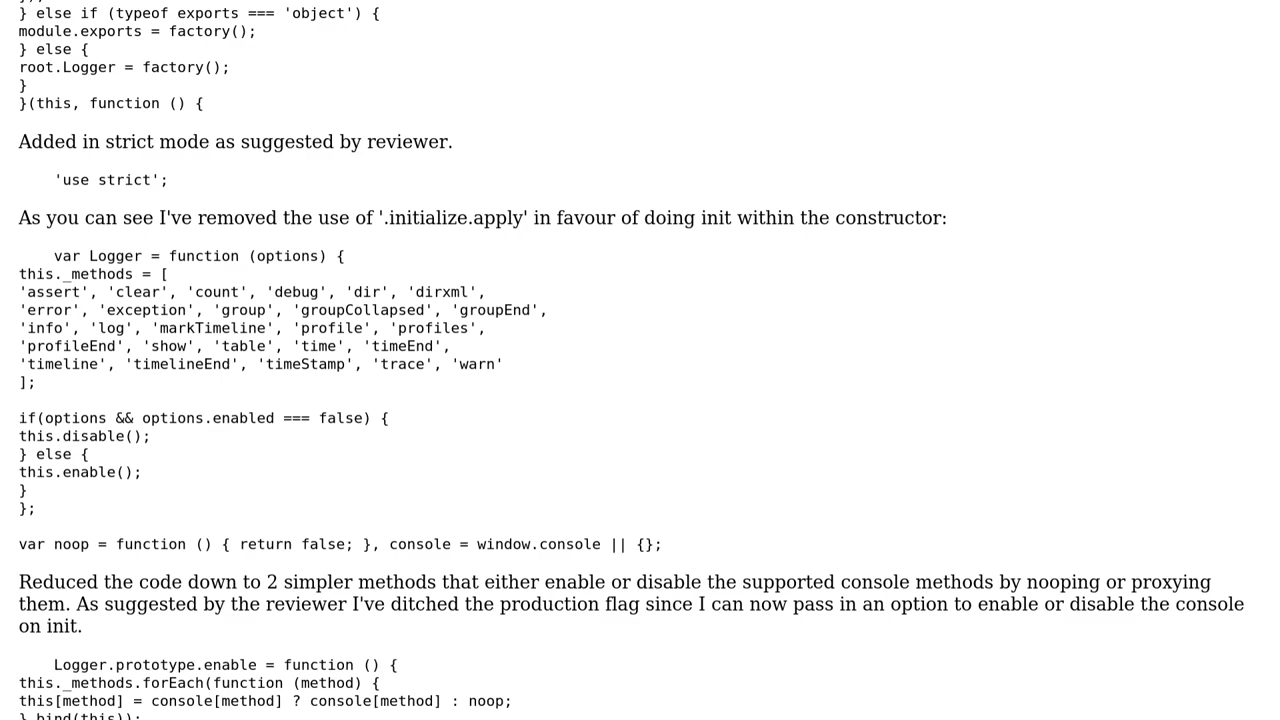 } else if (typeof exports === 'object') {
module.exports = factory();
} else {
root.Logger = factory();
}
}(this, function () {
Added in strict mode as suggested by reviewer.
'use strict';
As you can see I've removed the use of '.initialize.apply' in favour of doing init within the constructor:
var Logger = function (options) {
this._methods = [
'assert', 'clear', 'count', 'debug', 'dir', 'dirxml',
'error', 'exception', 'group', 'groupCollapsed', 'groupEnd',
'info', 'log', 'markTimeline', 'profile', 'profiles',
'profileEnd', 'show', 'table', 'time', 'timeEnd',
'timeline', 'timelineEnd', 'timeStamp', 'trace', 'warn'
];
if(options && options.enabled === false) {
this.disable();
} else {
this.enable();
}
};
var noop = function () { return false; }, console = window.console || {};
Reduced the code down to 2 simpler methods that either enable or disable the supported console methods by nooping or proxying
them. As suggested by the reviewer I've ditched the production flag since I can now pass in an option to enable or disable the console
on init.
Logger.prototype.enable = function () {
this._methods.forEach(function (method) {
this[method] = console[method] ? console[method] : noop;
}.bind(this));